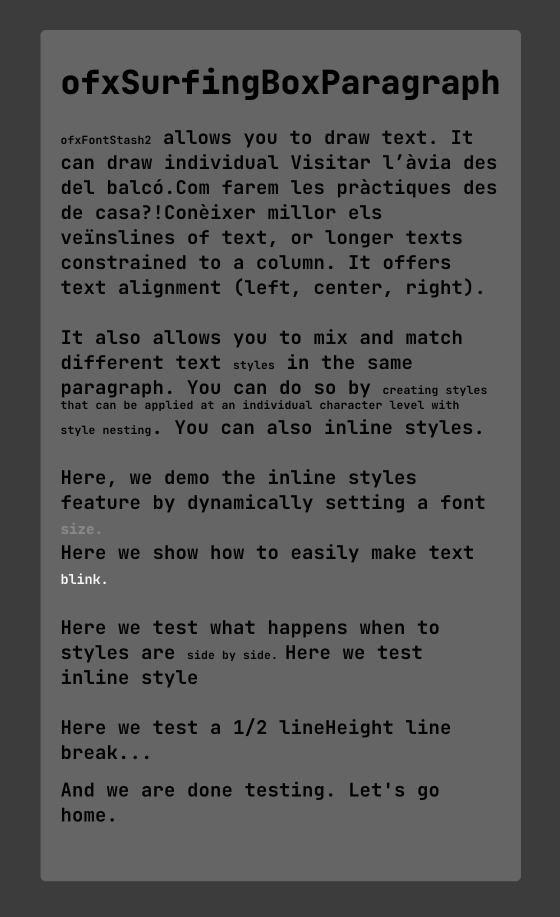 ofxSurfingBoxParagraph
ofxFontStash2 allows you to draw text. It
can draw individual Visitar l’àvia des
del balcó.Com farem les pràctiques des
de casa?!Conèixer millor els
veïnslines of text, or longer texts
constrained to a column. It offers
text alignment (left, center, right).
It also allows you to mix and match
different text styles in the same
paragraph. You can do so by creating styles
that can be applied at an individual character level with
style nesting. You can also inline styles.
Here, we demo the inline styles
feature by dynamically setting a font
size.
Here we show how to easily make text
blink.
Here we test what happens when to
styles are side by side. Here we test
inline style
Here we test a 1/2 lineHeight line
break...
And we are done testing. Let's go
home.